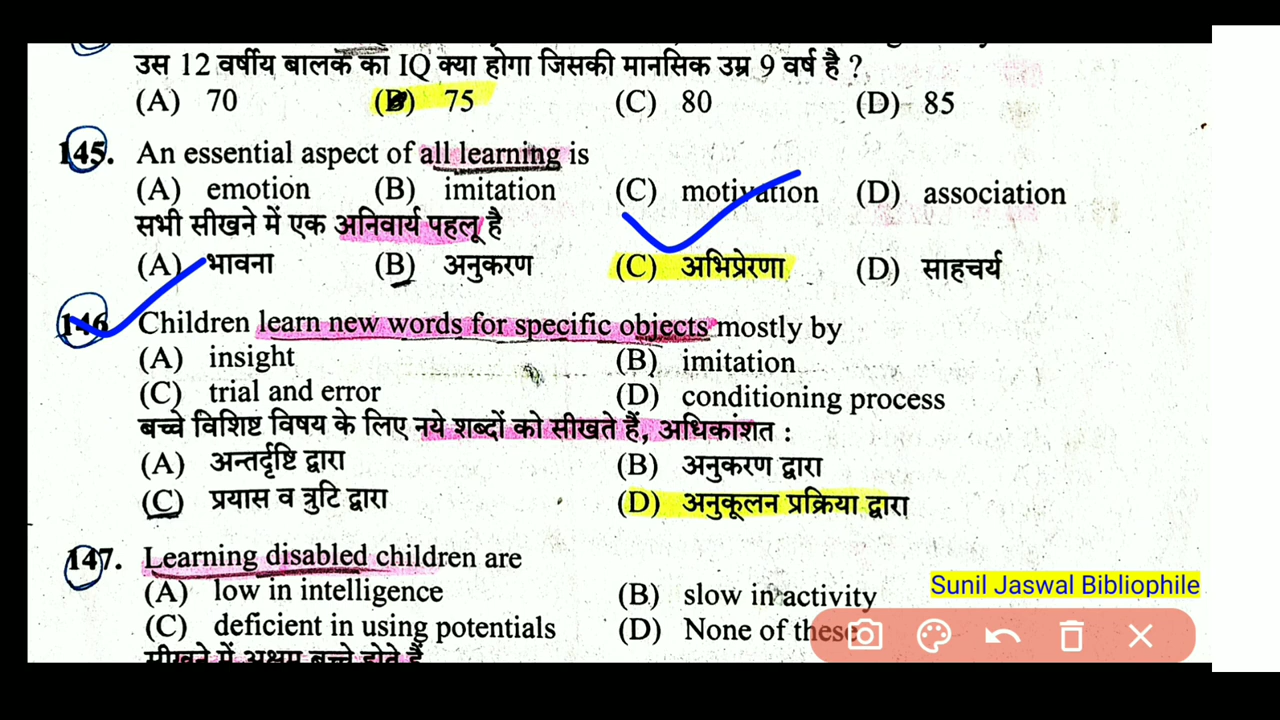 उस 12 वर्षीय बालक का IQ क्या होगा जिसकी मानसिक उम्र 9 वर्ष है ?
(A) 70 (B) 75 (C) 80 (D) 85
145. An essential aspect of all learning is
(A) emotion (B) imitation (C) motivation (D) association
सभी सीखने में एक अनिवार्य पहलू है
(A) भावना (B) अनुकरण (C) अभिप्रेरणा (D) साहचर्य
146. Children learn new words for specific objects mostly by
(A) insight (B) imitation
(C) trial and error (D) conditioning process
बच्चे विशिष्ट विषय के लिए नये शब्दों को सीखते हैं, अधिकांशत :
(A) अन्तर्दृष्टि द्वारा (B) अनुकरण द्वारा
(C) प्रयास व त्रुटि द्वारा (D) अनुकूलन प्रक्रिया द्वारा
147. Learning disabled children are
(A) low in intelligence (B) slow in activity
(C) deficient in using potentials (D) None of these
सीखने में अक्षम बच्चे होते हैं
Sunil Jaswal Bibliophile